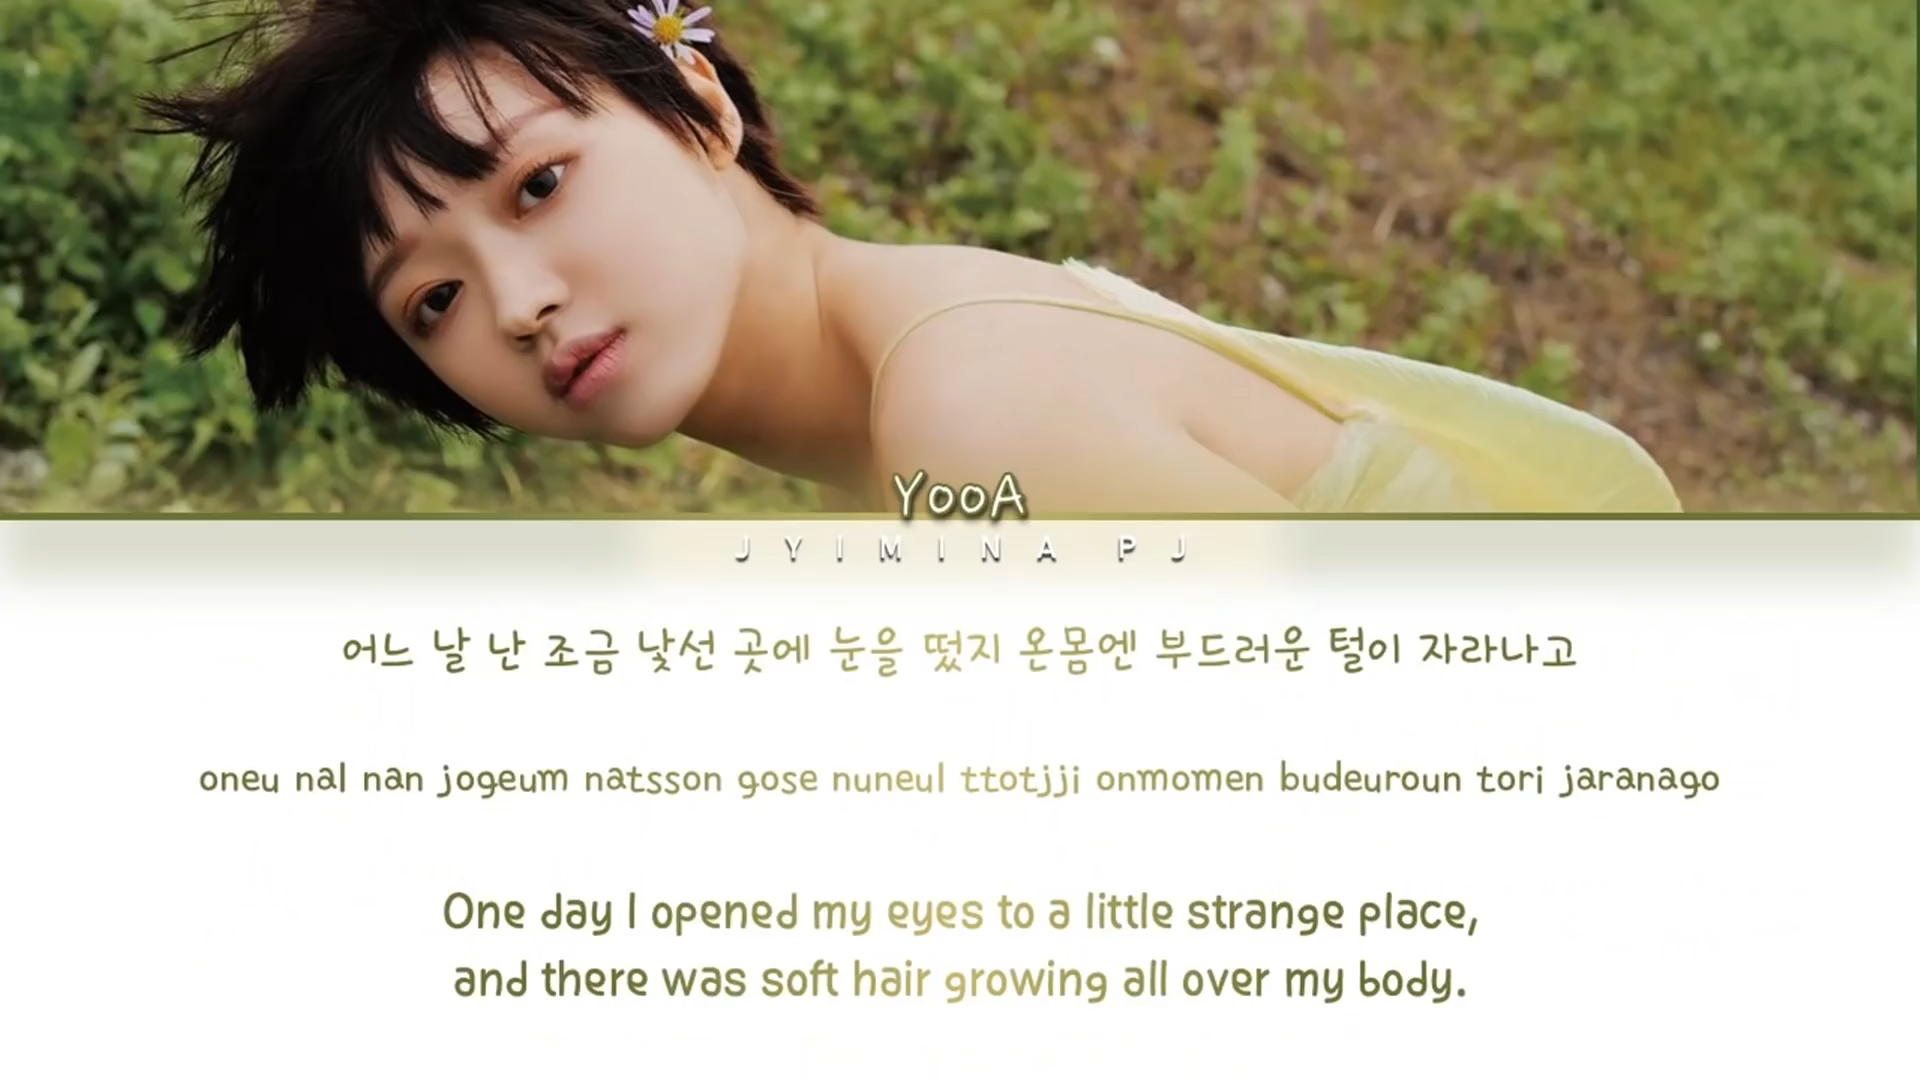 YooA
JYIMINA PJ
어느 날 난 조금 낯선 곳에 눈을 떴지 온몸엔 부드러운 털이 자라나고
oneu nal nan jogeum natsson gose nuneul ttotjji onmomen budeuroun tori jaranago
One day I opened my eyes to a little strange place,
and there was soft hair growing all over my body.